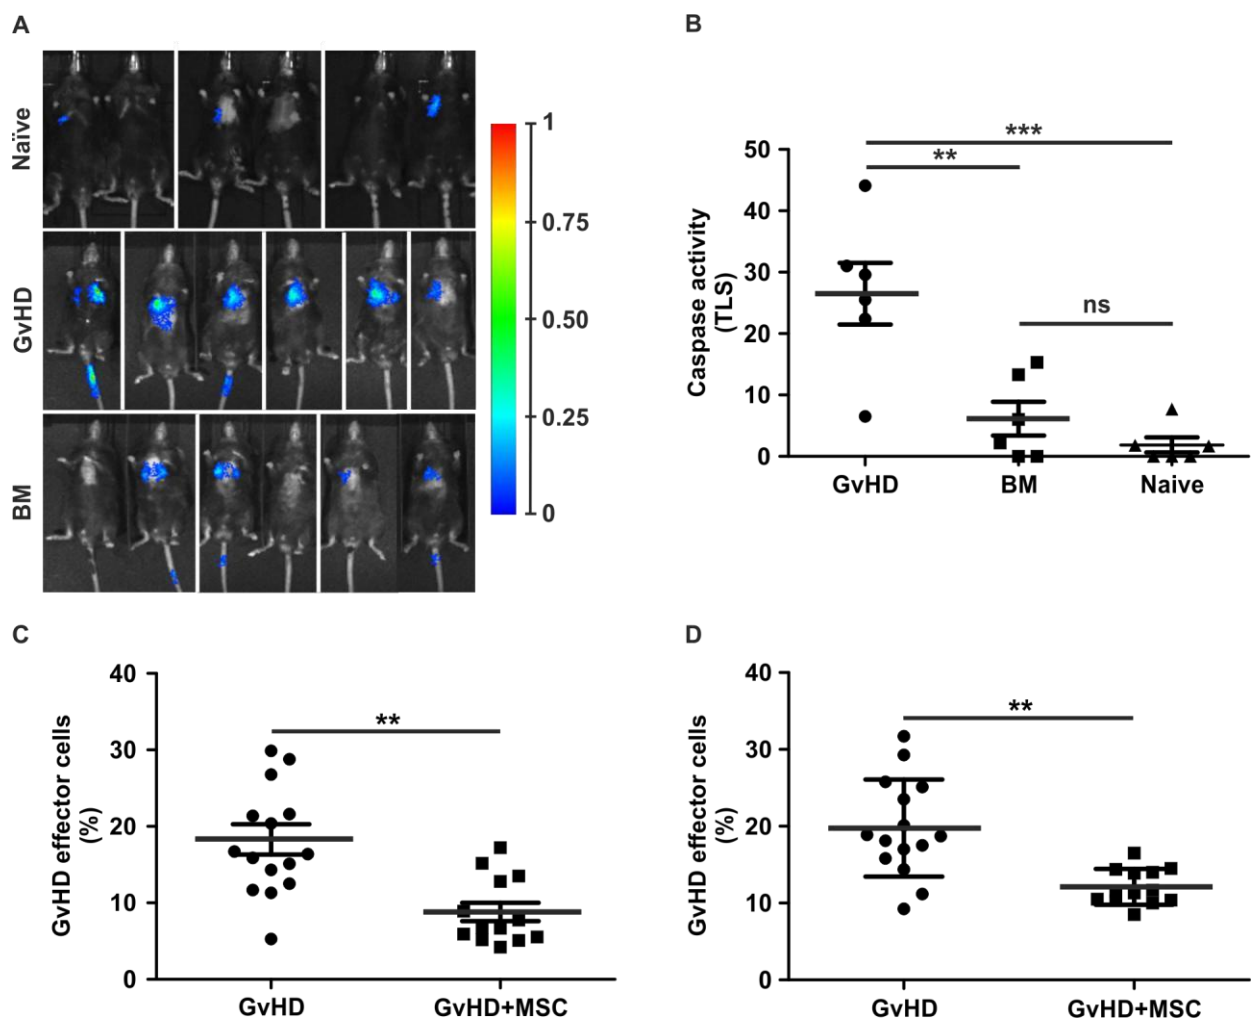 A
Naïve
GvHD
BM
1
0.75
0.50
0.25
0
B
Caspase activity
(TLS)
50
40
30
20
10
0
***
**
ns
GvHD
BM
Naive
C
GvHD effector cells
(%)
40
30
20
10
0
**
GvHD
GvHD+MSC
D
GvHD effector cells
(%)
40
30
20
10
0
**
GvHD
GvHD+MSC